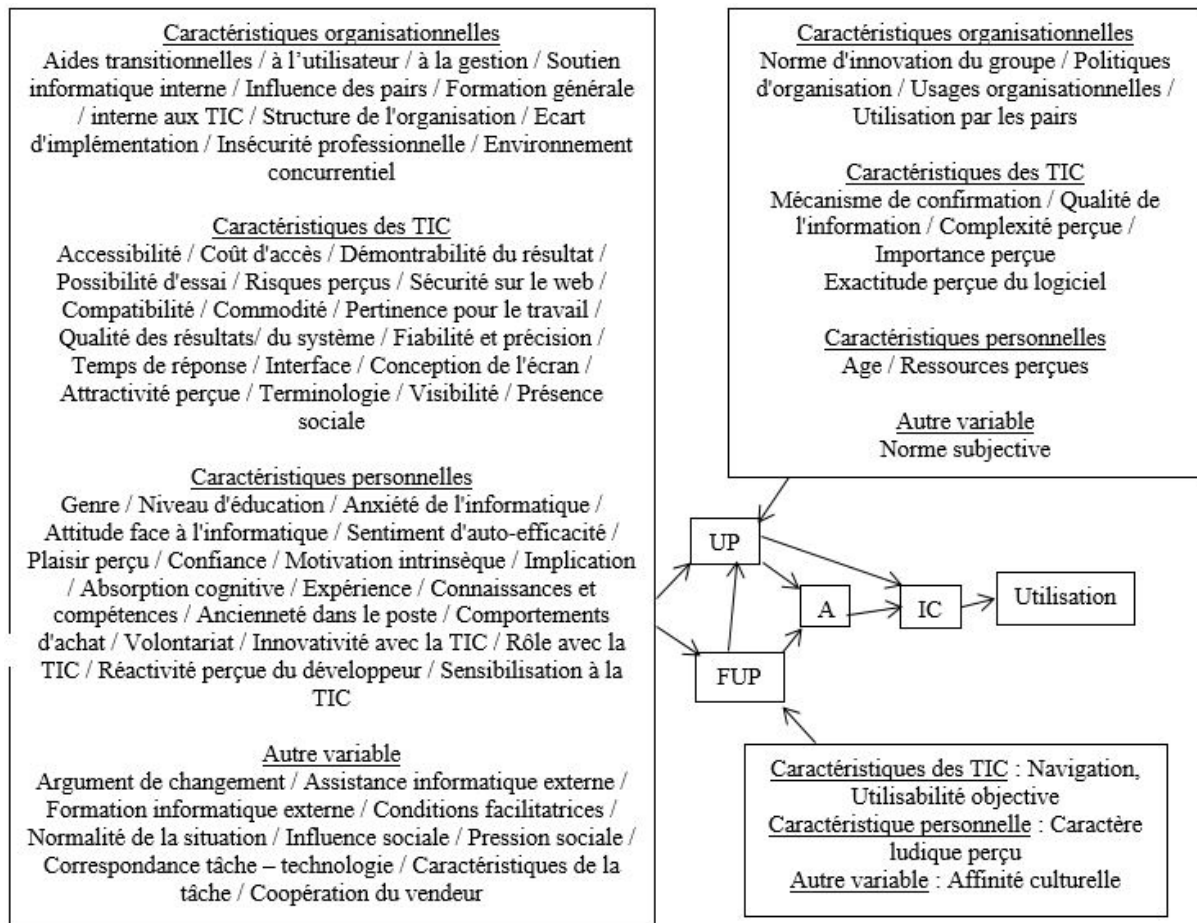 Caractéristiques organisationnelles
Aides transitionnelles / à l’utilisateur / à la gestion / Soutien
informatique interne / Influence des pairs / Formation générale
/ interne aux TIC / Structure de l'organisation / Ecart
d'implémentation / Insécurité professionnelle / Environnement
concurrentiel
Caractéristiques des TIC
Accessibilité / Coût d'accès / Démontrabilité du résultat /
Possibilité d'essai / Risques perçus / Sécurité sur le web /
Compatibilité / Commodité / Pertinence pour le travail /
Qualité des résultats/ du système / Fiabilité et précision /
Temps de réponse / Interface / Conception de l'écran /
Attractivité perçue / Terminologie / Visibilité / Présence
sociale
Caractéristiques personnelles
Genre / Niveau d'éducation / Anxiété de l'informatique /
Attitude face à l'informatique / Sentiment d'auto-efficacité /
Plaisir perçu / Confiance / Motivation intrinsèque / Implication
/ Absorption cognitive / Expérience / Connaissances et
compétences / Ancienneté dans le poste / Comportements
d'achat / Volontariat / Innovativité avec la TIC / Rôle avec la
TIC / Réactivité perçue du développeur / Sensibilisation à la
TIC
Autre variable
Argument de changement / Assistance informatique externe /
Formation informatique externe / Conditions facilitatrices /
Normalité de la situation / Influence sociale / Pression sociale /
Correspondance tâche – technologie / Caractéristiques de la
tâche / Coopération du vendeur
Caractéristiques organisationnelles
Norme d'innovation du groupe / Politiques
d'organisation / Usages organisationnelles /
Utilisation par les pairs
Caractéristiques des TIC
Mécanisme de confirmation / Qualité de
l'information / Complexité perçue /
Importance perçue
Exactitude perçue du logiciel
Caractéristiques personnelles
Age / Ressources perçues
Autre variable
Norme subjective
UP
A
IC
Utilisation
FUP
Caractéristiques des TIC : Navigation,
Utilisabilité objective
Caractéristique personnelle : Caractère
ludique perçu
Autre variable : Affinité culturelle